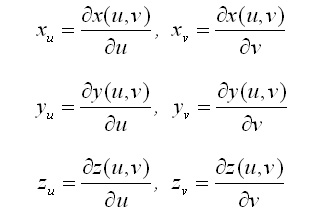 x_u = ∂x(u,v)/∂u, x_v = ∂x(u,v)/∂v
y_u = ∂y(u,v)/∂u, y_v = ∂y(u,v)/∂v
z_u = ∂z(u,v)/∂u, z_v = ∂z(u,v)/∂v